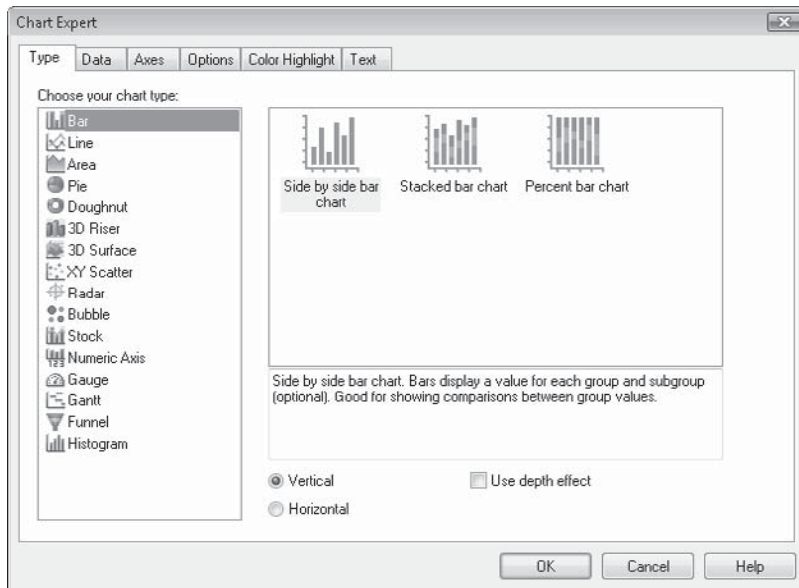 Chart Expert
Type
Data
Axes
Options
Color Highlight
Text
Choose your chart type:
Bar
Line
Area
Pie
Doughnut
3D Riser
3D Surface
XY Scatter
Radar
Bubble
Stock
Numeric Axis
Gauge
Gantt
Funnel
Histogram
Side by side bar
chart
Stacked bar chart
Percent bar chart
Side by side bar chart. Bars display a value for each group and subgroup
(optional). Good for showing comparisons between group values.
Vertical
Use depth effect
Horizontal
OK
Cancel
Help